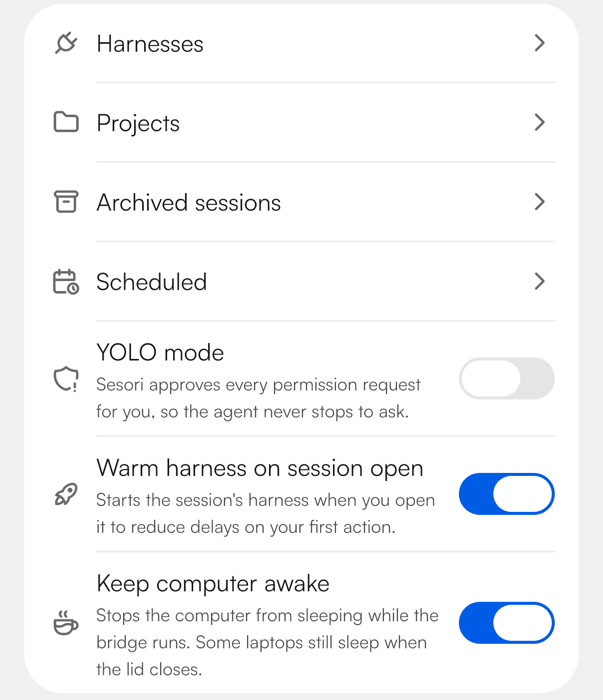 Harnesses
Projects
Archived sessions
Scheduled
YOLO mode
Sesori approves every permission request
for you, so the agent never stops to ask.
Warm harness on session open
Starts the session's harness when you open
it to reduce delays on your first action.
Keep computer awake
Stops the computer from sleeping while the
bridge runs. Some laptops still sleep when
the lid closes.